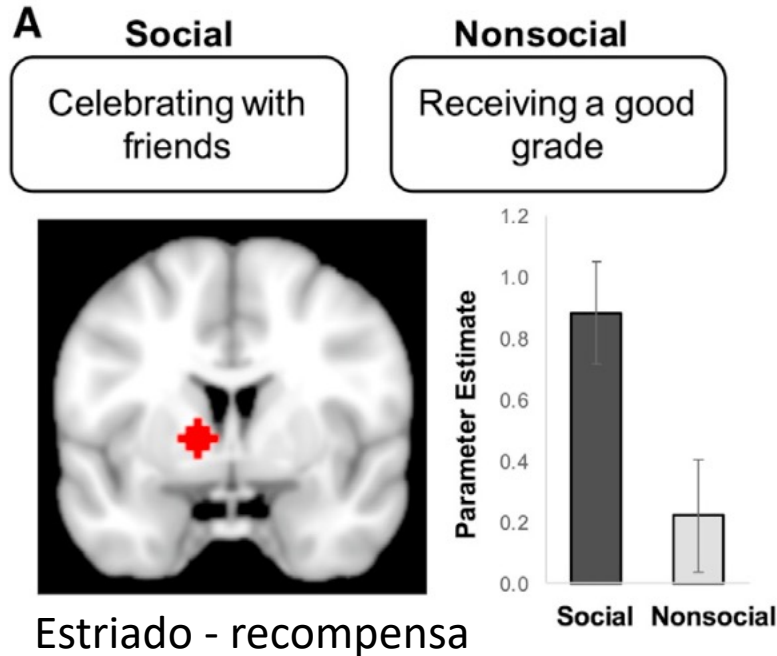 A
Social
Nonsocial
Celebrating with
friends
Receiving a good
grade
Parameter Estimate
1.2
1.0
0.8
0.6
0.4
0.2
0.0
Social
Nonsocial
Estriado - recompensa